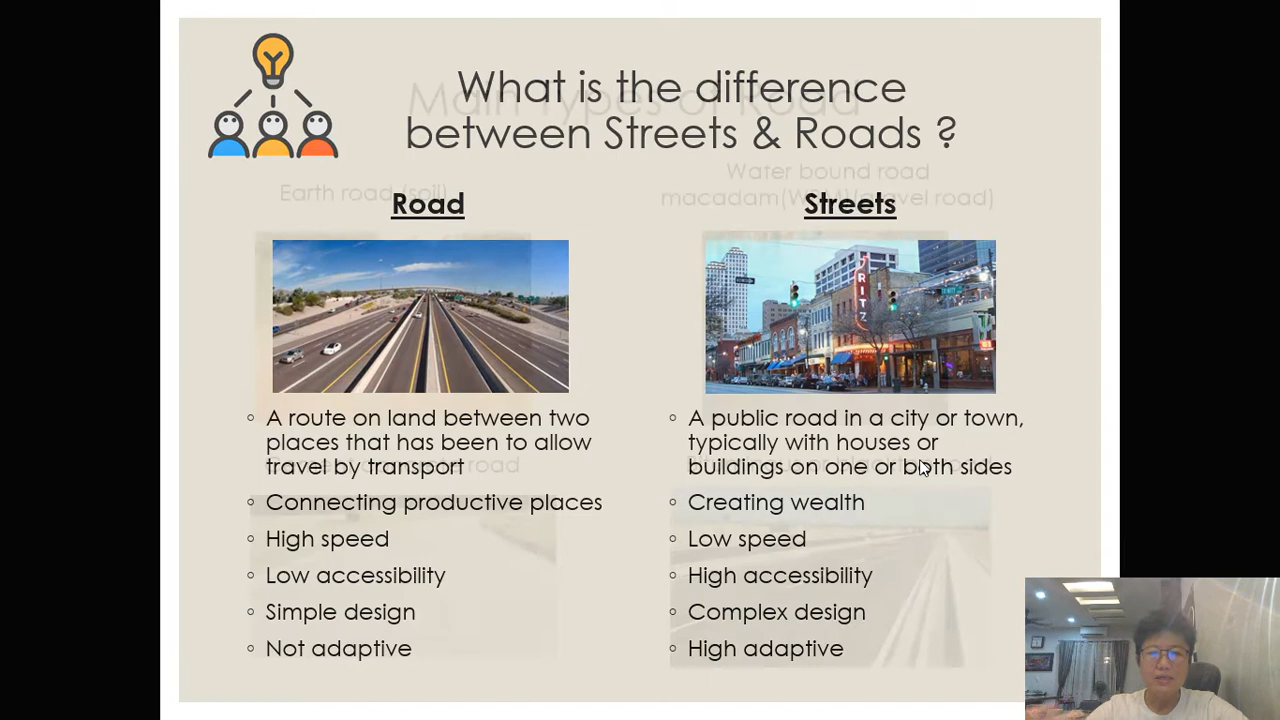 What is the difference
between Streets & Roads ?
Main Types of Road
Earth road (soil)
Water bound road
macadam(WBM)/gravel road)
Road
Streets
RITZ
A route on land between two
places that has been to allow
travel by transport
Connecting productive places
High speed
Low accessibility
Simple design
Not adaptive
A public road in a city or town,
typically with houses or
buildings on one or both sides
Creating wealth
Low speed
High accessibility
Complex design
High adaptive